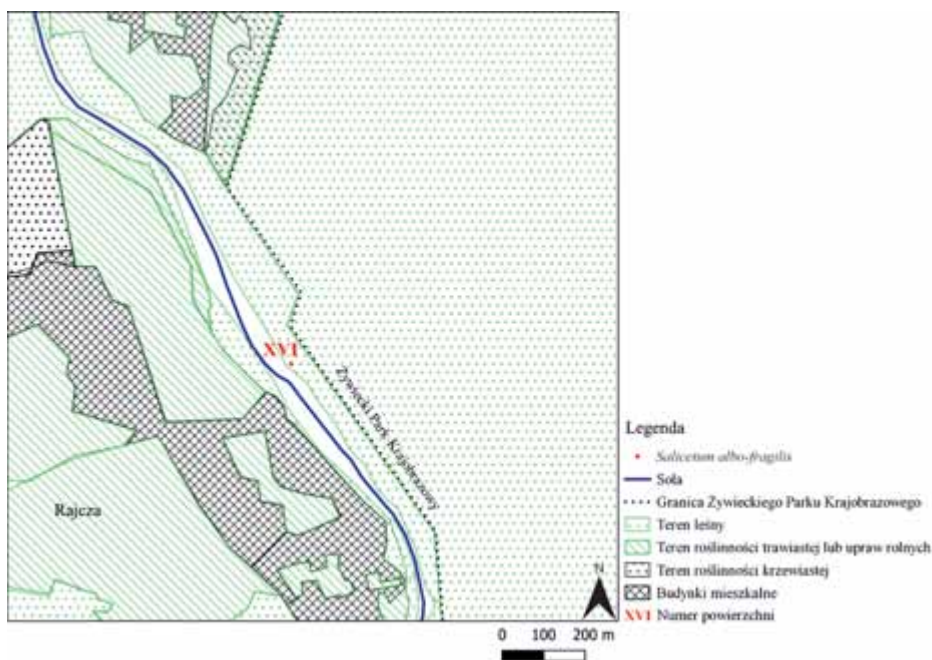 XVI
Żywiecki Park Krajobrazowy
Rajcza
Legenda
Salicetum albo-fragilis
Soła
Granica Żywieckiego Parku Krajobrazowego
Teren leśny
Teren roślinności trawiastej lub upraw rolnych
Teren roślinności krzewiastej
Budynki mieszkalne
XVI Numer powierzchni
N
0 100 200 m